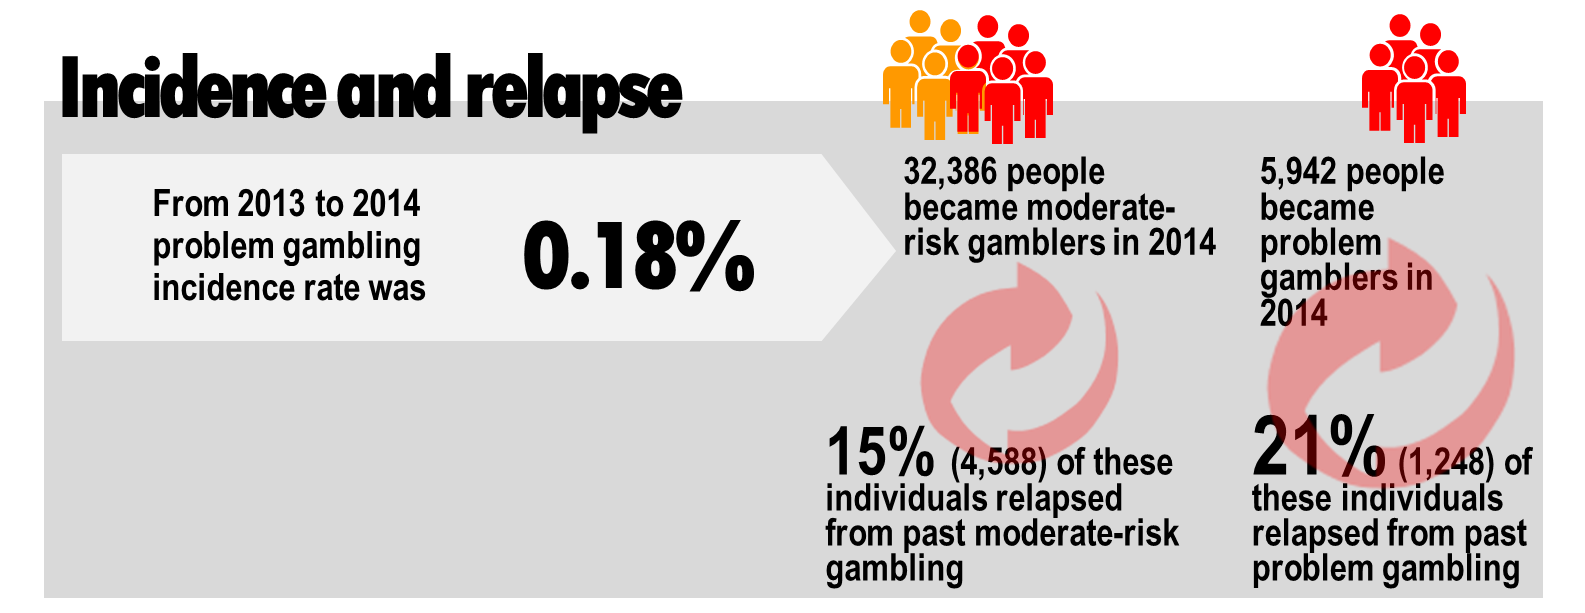 Incidence and relapse
From 2013 to 2014
problem gambling
incidence rate was
0.18%
32,386 people
became moderate-
risk gamblers in 2014
5,942 people
became
problem
gamblers in
2014
15% (4,588) of these
individuals relapsed
from past moderate-risk
gambling
21% (1,248) of
these individuals
relapsed from past
problem gambling